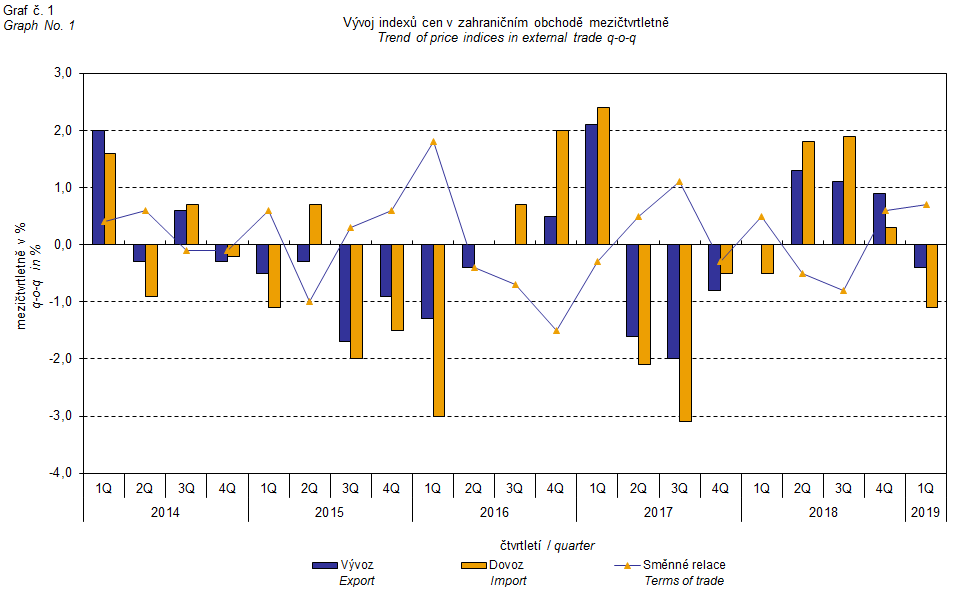 Graf č. 1
Graph No. 1
Vývoj indexů cen v zahraničním obchodě mezičtvrtletně
Trend of price indices in external trade q-o-q
mezičtvrtletně v %
q-o-q in %
3,0
2,0
1,0
0,0
-1,0
-2,0
-3,0
-4,0
1Q 2Q 3Q 4Q 1Q 2Q 3Q 4Q 1Q 2Q 3Q 4Q 1Q 2Q 3Q 4Q 1Q 2Q 3Q 4Q 1Q
2014 2015 2016 2017 2018 2019
čtvrtletí / quarter
Vývoz Dovoz Směnné relace
Export Import Terms of trade